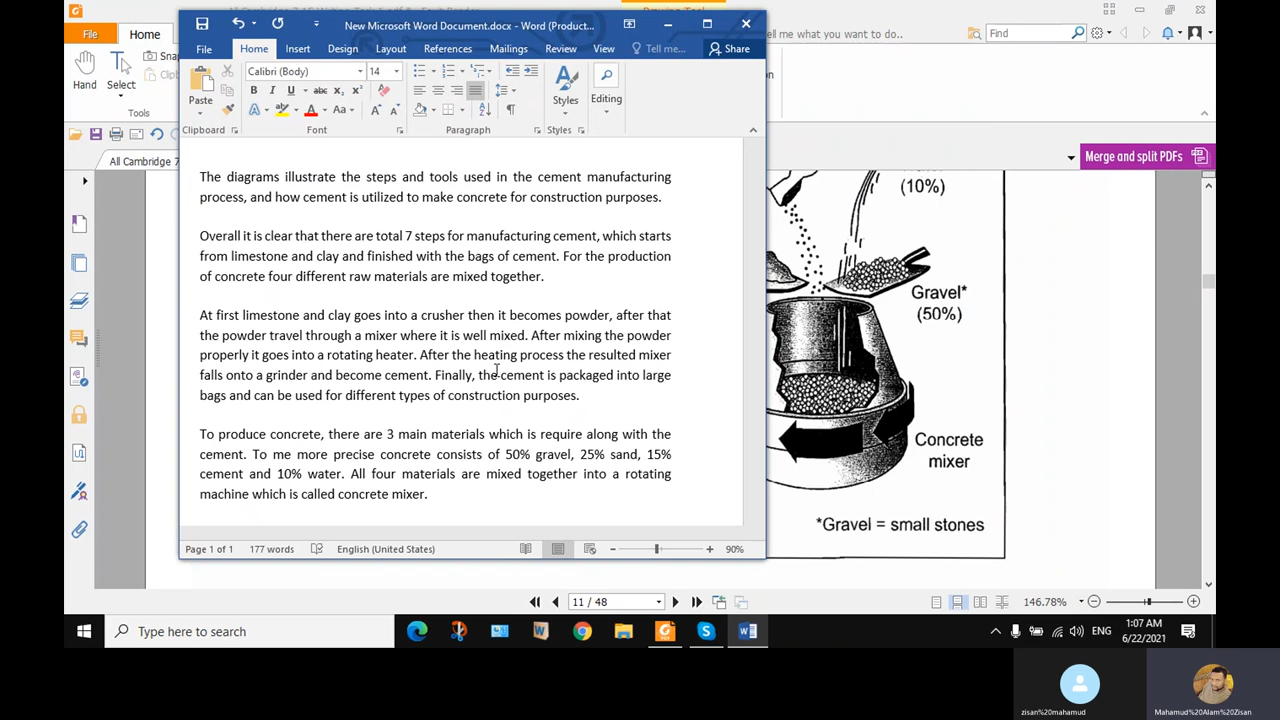 New Microsoft Word Document.docx - Word (Product...
File
Home
Tell me what you want to do..
Find
File Home Insert Design Layout References Mailings Review View Tell me... Share
Hand
Select
Tools
Paste
Clipboard
Calibri (Body) 14
Font
Paragraph
Styles
Styles
Editing
All Cambridge 7
Merge and split PDFs
The diagrams illustrate the steps and tools used in the cement manufacturing
process, and how cement is utilized to make concrete for construction purposes.
Overall it is clear that there are total 7 steps for manufacturing cement, which starts
from limestone and clay and finished with the bags of cement. For the production
of concrete four different raw materials are mixed together.
At first limestone and clay goes into a crusher then it becomes powder, after that
the powder travel through a mixer where it is well mixed. After mixing the powder
properly it goes into a rotating heater. After the heating process the resulted mixer
falls onto a grinder and become cement. Finally, the cement is packaged into large
bags and can be used for different types of construction purposes.
To produce concrete, there are 3 main materials which is require along with the
cement. To me more precise concrete consists of 50% gravel, 25% sand, 15%
cement and 10% water. All four materials are mixed together into a rotating
machine which is called concrete mixer.
(10%)
Gravel*
(50%)
Concrete
mixer
*Gravel = small stones
Page 1 of 1 177 words English (United States) 90%
11 / 48
146.78%
Type here to search
ENG
1:07 AM
6/22/2021
zisan%20mahamud
Mahamud%20Alam%20Zisan